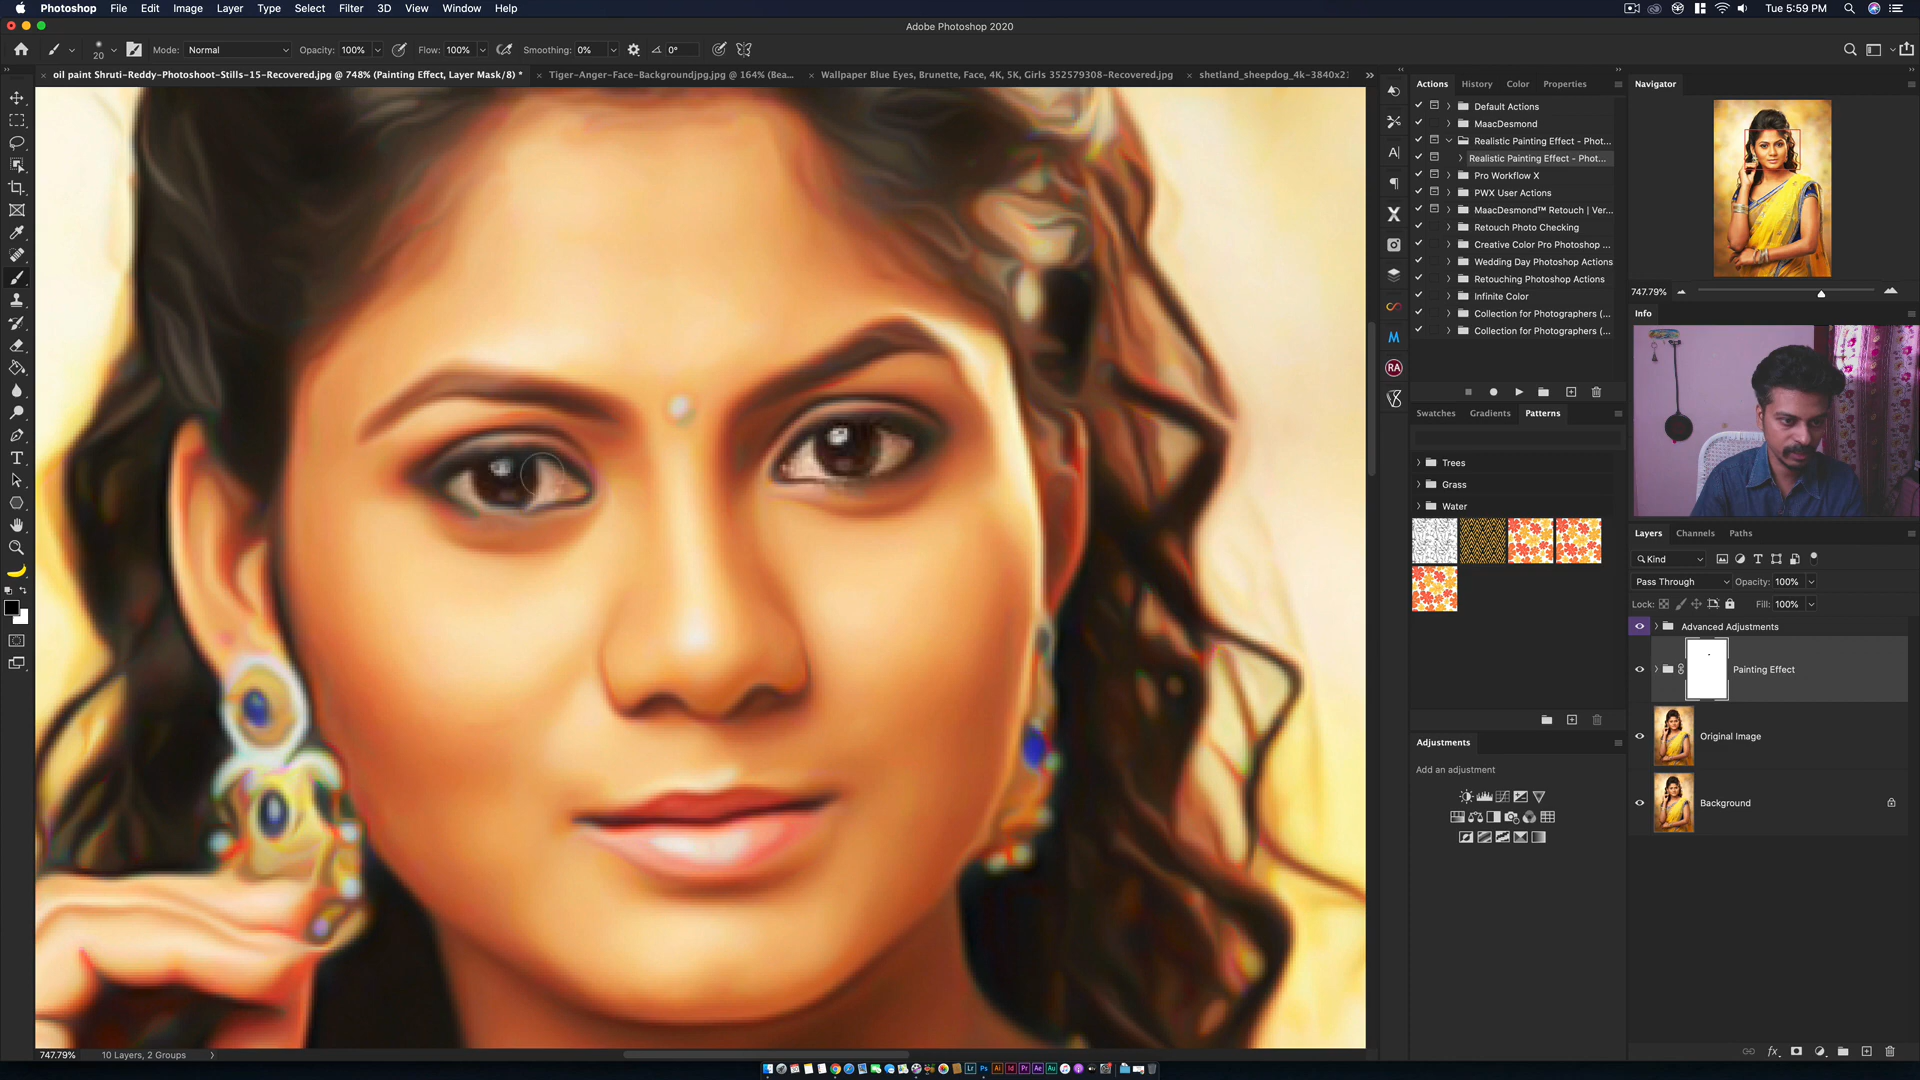 Photoshop File Edit Image Layer Type Select Filter 3D View Window Help Tue 5:59 PM
Adobe Photoshop 2020
20 Mode: Normal Opacity: 100% Flow: 100% Smoothing: 0% 0°
oil paint Shruti-Reddy-Photoshoot-Stills-15-Recovered.jpg @ 748% (Painting Effect, Layer Mask/8) * Tiger-Anger-Face-Backgroundjpg.jpg @ 164% (Bea... Wallpaper Blue Eyes, Brunette, Face, 4K, 5K, Girls 352579308-Recovered.jpg shetland_sheepdog_4k-3840x21
Actions History Color Properties
Default Actions
MaacDesmond
Realistic Painting Effect - Phot...
Realistic Painting Effect - Phot...
Pro Workflow X
PWX User Actions
MaacDesmond™ Retouch | Ver...
Retouch Photo Checking
Creative Color Pro Photoshop ...
Wedding Day Photoshop Actions
Retouching Photoshop Actions
Infinite Color
Collection for Photographers (...
Collection for Photographers (...
Swatches Gradients Patterns
Trees
Grass
Water
Adjustments
Add an adjustment
Navigator
747.79%
Info
Layers Channels Paths
Kind
Pass Through Opacity: 100%
Lock: Fill: 100%
Advanced Adjustments
Painting Effect
Original Image
Background
747.79% 10 Layers, 2 Groups